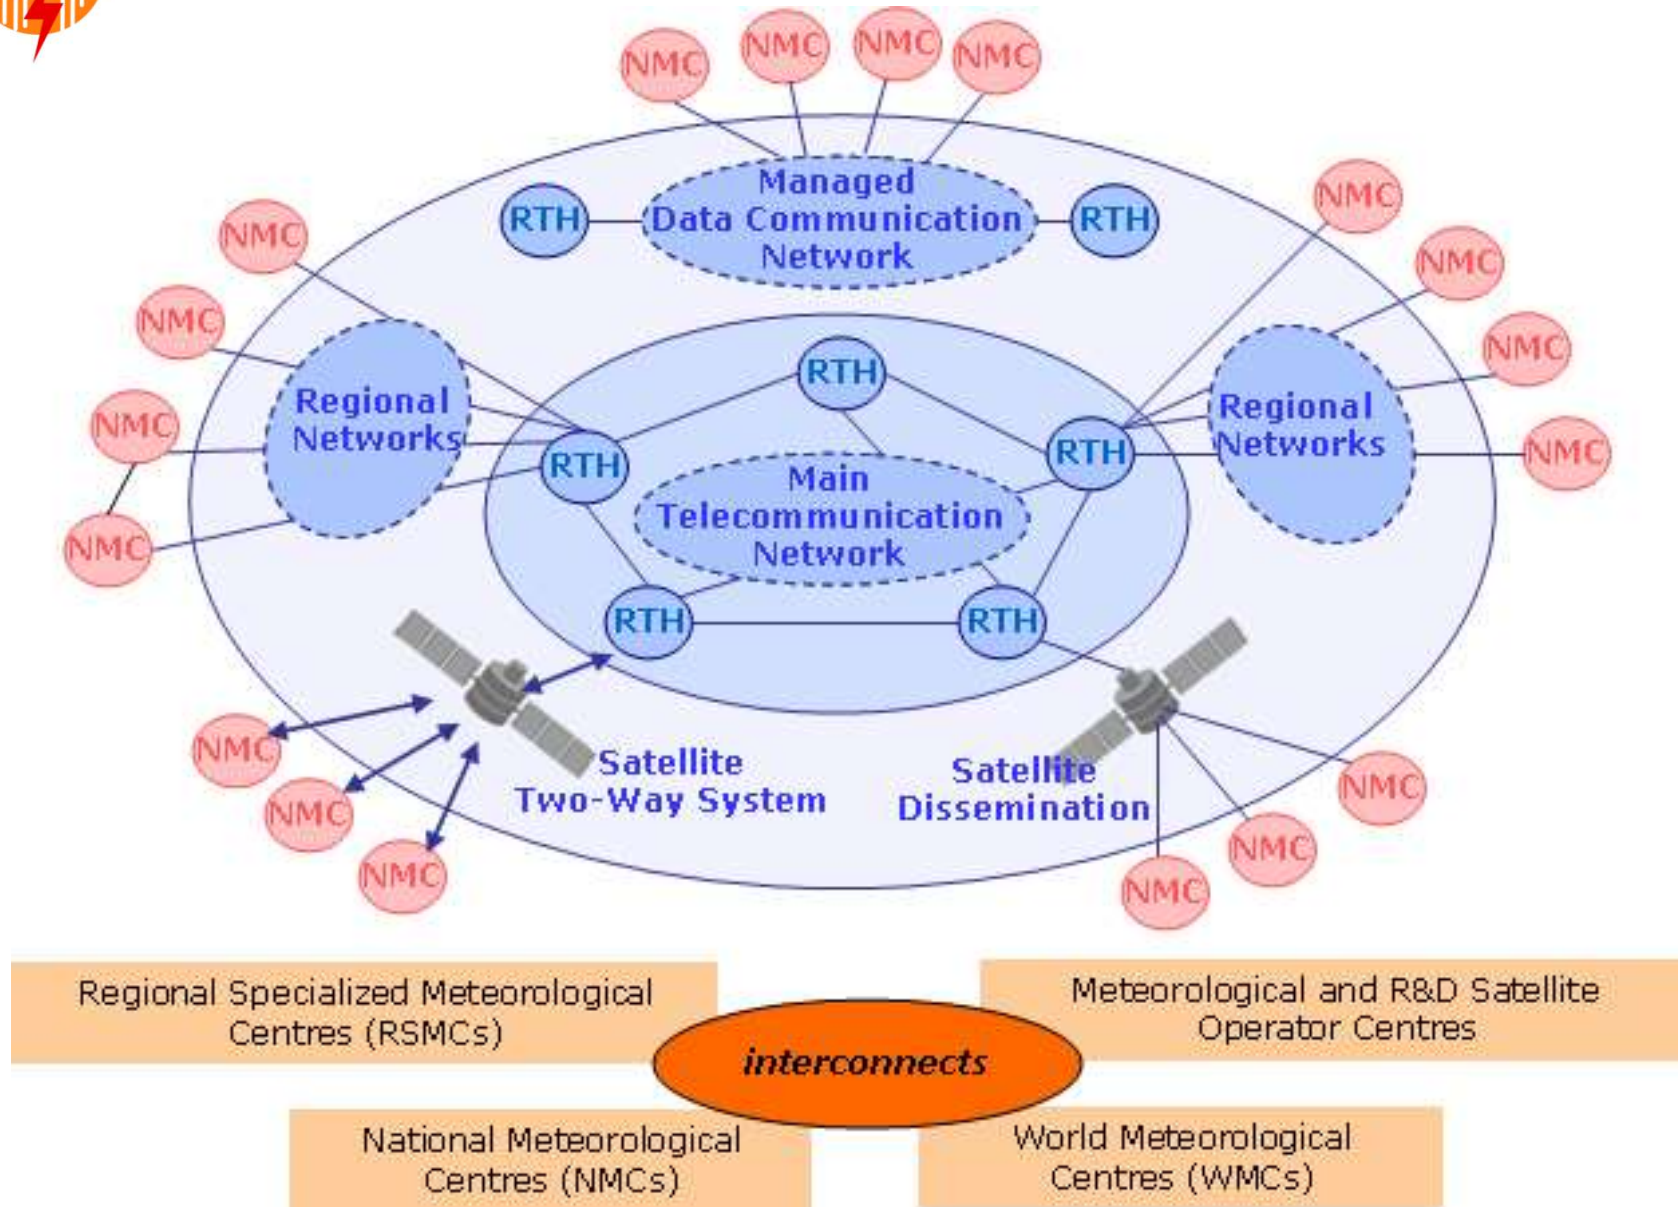 NMC
NMC
NMC
NMC
NMC
RTH
Managed
Data Communication
Network
RTH
NMC
NMC
NMC
NMC
NMC
RTH
NMC
Regional
Networks
Regional
Networks
NMC
RTH
RTH
NMC
Main
Telecommunication
Network
NMC
RTH
RTH
NMC
Satellite
Two-Way System
Satellite
Dissemination
NMC
NMC
NMC
NMC
NMC
Regional Specialized Meteorological
Centres (RSMCs)
Meteorological and R&D Satellite
Operator Centres
interconnects
National Meteorological
Centres (NMCs)
World Meteorological
Centres (WMCs)